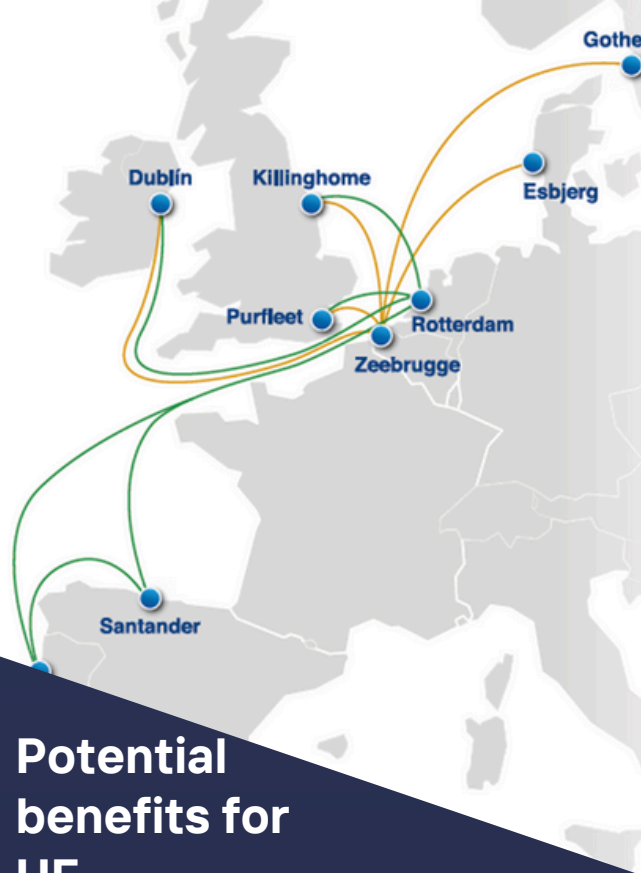 Gothe
Dublín
Killinghome
Esbjerg
Purfleet
Rotterdam
Zeebrugge
Santander
Potential
benefits for